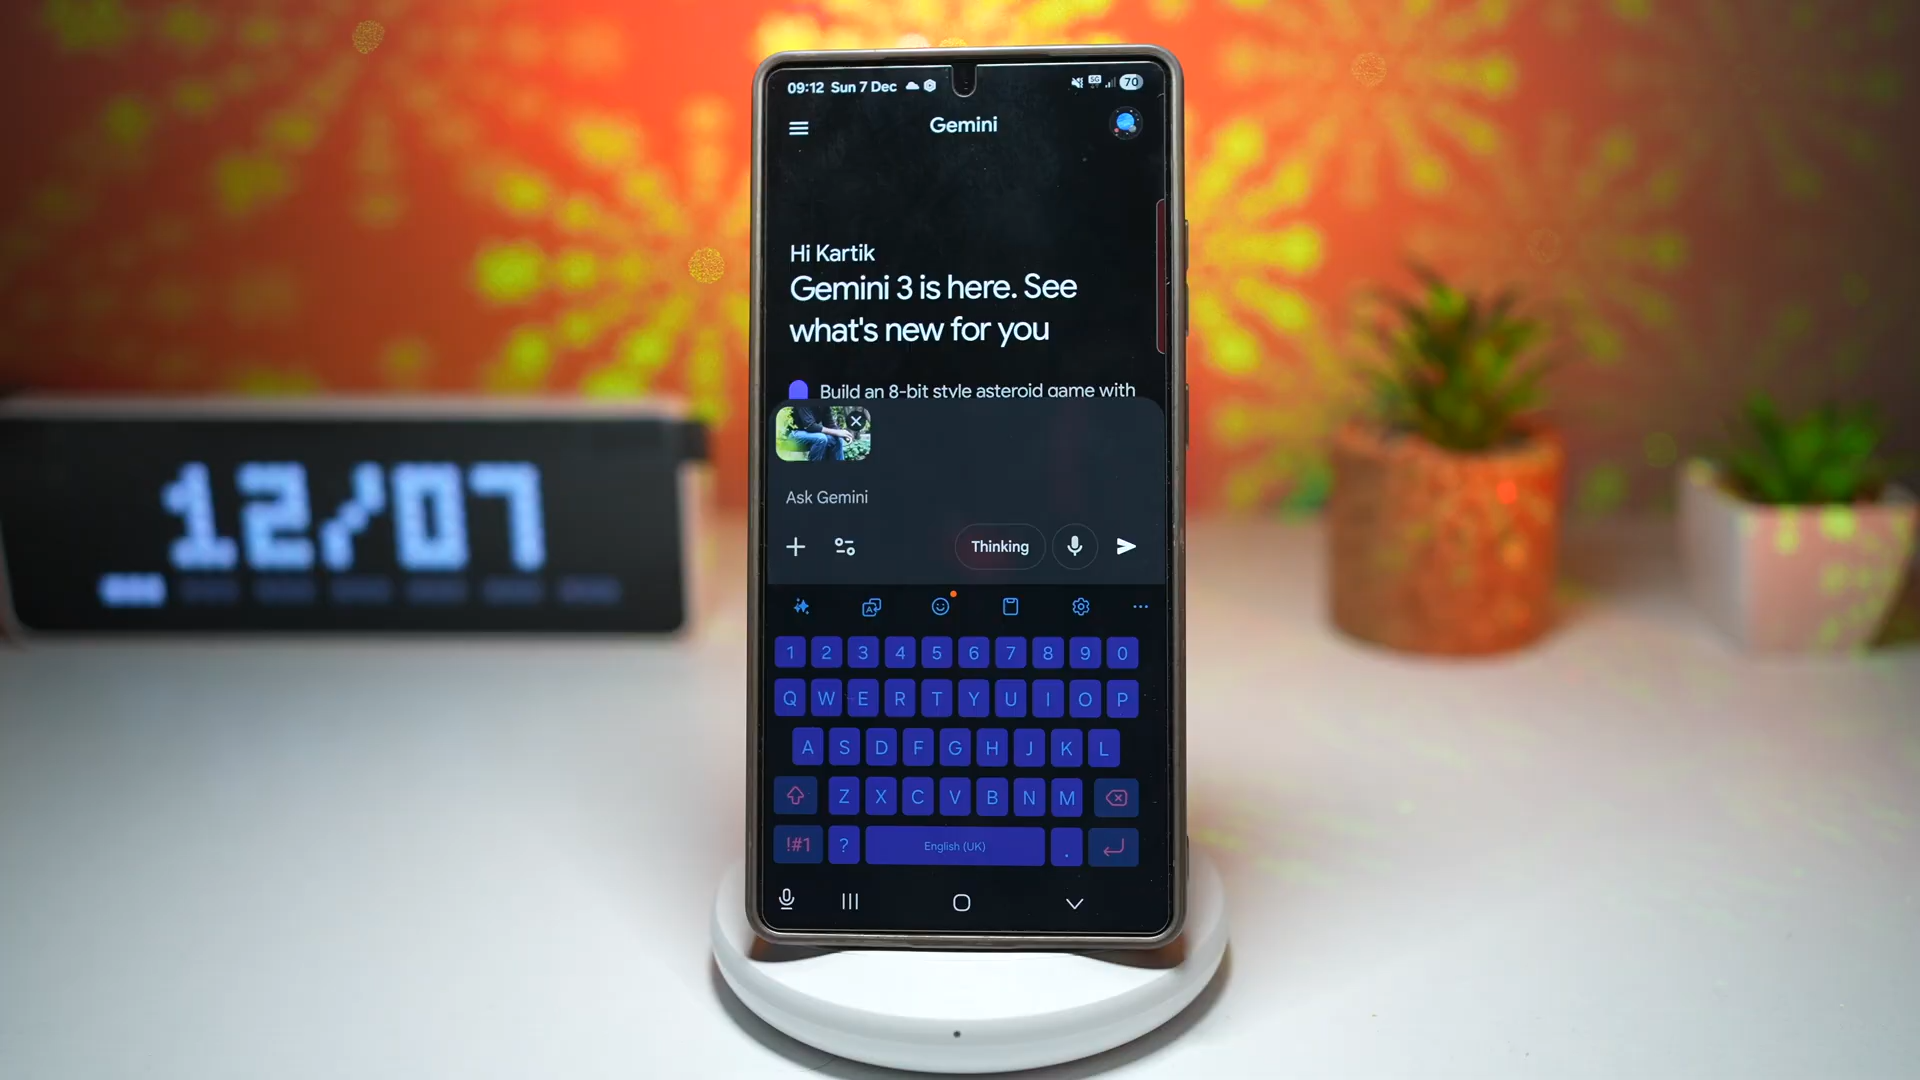 09:12 Sun 7 Dec
5G
70
Gemini
Hi Kartik
Gemini 3 is here. See
what's new for you
Build an 8-bit style asteroid game with
12/07
Ask Gemini
Thinking
1 2 3 4 5 6 7 8 9 0
Q W E R T Y U I O P
A S D F G H J K L
Z X C V B N M
!#1 ? English (UK) .